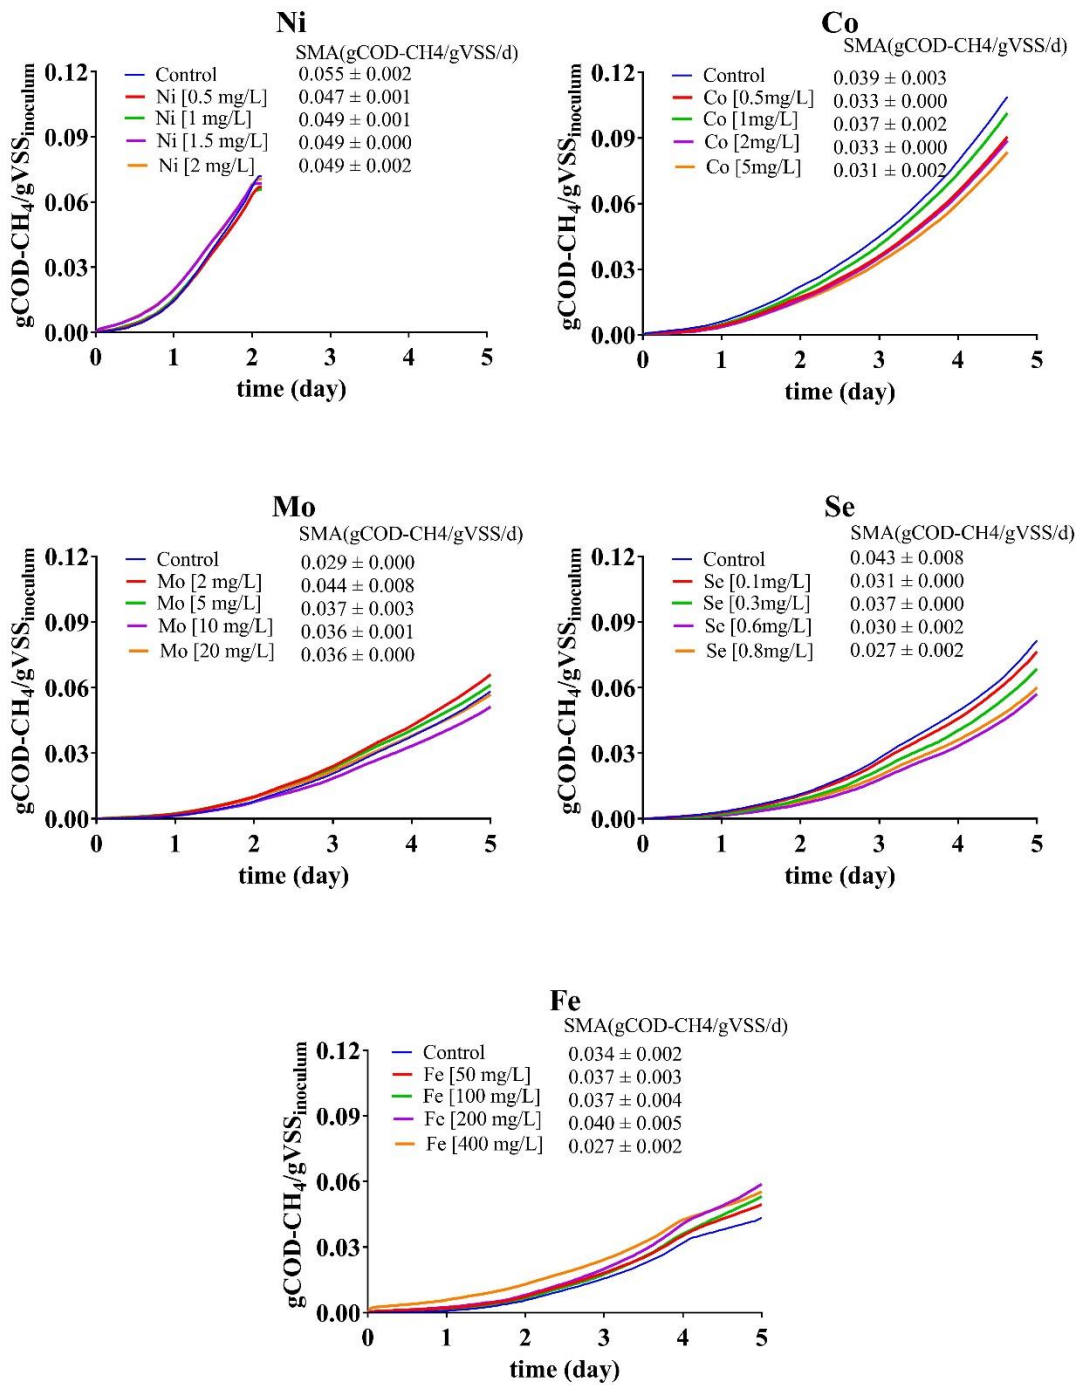 Ni
SMA(gCOD-CH4/gVSS/d)
Control 0.055 ± 0.002
Ni [0.5 mg/L] 0.047 ± 0.001
Ni [1 mg/L] 0.049 ± 0.001
Ni [1.5 mg/L] 0.049 ± 0.000
Ni [2 mg/L] 0.049 ± 0.002
gCOD-CH4/gVSSinoculum
0.12
0.09
0.06
0.03
0.00
0 1 2 3 4 5
time (day)
Co
SMA(gCOD-CH4/gVSS/d)
Control 0.039 ± 0.003
Co [0.5mg/L] 0.033 ± 0.000
Co [1mg/L] 0.037 ± 0.002
Co [2mg/L] 0.033 ± 0.000
Co [5mg/L] 0.031 ± 0.002
gCOD-CH4/gVSSinoculum
0.12
0.09
0.06
0.03
0.00
0 1 2 3 4 5
time (day)
Mo
SMA(gCOD-CH4/gVSS/d)
Control 0.029 ± 0.000
Mo [2 mg/L] 0.044 ± 0.008
Mo [5 mg/L] 0.037 ± 0.003
Mo [10 mg/L] 0.036 ± 0.001
Mo [20 mg/L] 0.036 ± 0.000
gCOD-CH4/gVSSinoculum
0.12
0.09
0.06
0.03
0.00
0 1 2 3 4 5
time (day)
Se
SMA(gCOD-CH4/gVSS/d)
Control 0.043 ± 0.008
Se [0.1mg/L] 0.031 ± 0.000
Se [0.3mg/L] 0.037 ± 0.000
Se [0.6mg/L] 0.030 ± 0.002
Se [0.8mg/L] 0.027 ± 0.002
gCOD-CH4/gVSSinoculum
0.12
0.09
0.06
0.03
0.00
0 1 2 3 4 5
time (day)
Fe
SMA(gCOD-CH4/gVSS/d)
Control 0.034 ± 0.002
Fe [50 mg/L] 0.037 ± 0.003
Fe [100 mg/L] 0.037 ± 0.004
Fe [200 mg/L] 0.040 ± 0.005
Fe [400 mg/L] 0.027 ± 0.002
gCOD-CH4/gVSSinoculum
0.12
0.09
0.06
0.03
0.00
0 1 2 3 4 5
time (day)